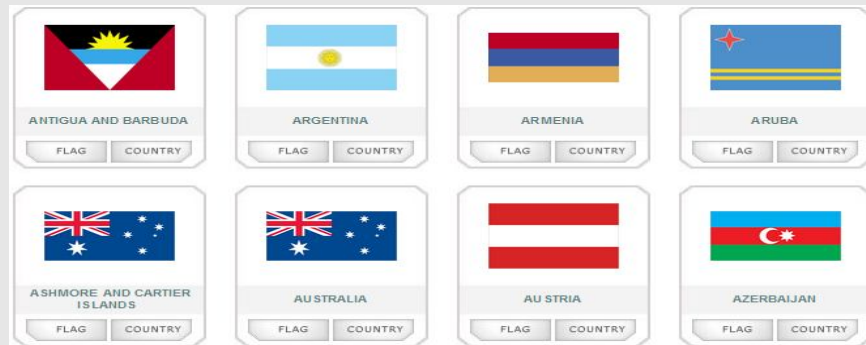 ANTIGUA AND BARBUDA
ARGENTINA
ARMENIA
ARUBA
FLAG COUNTRY
FLAG COUNTRY
FLAG COUNTRY
FLAG COUNTRY
ASHMORE AND CARTIER
ISLANDS
AUSTRALIA
AUSTRIA
AZERBAIJAN
FLAG COUNTRY
FLAG COUNTRY
FLAG COUNTRY
FLAG COUNTRY